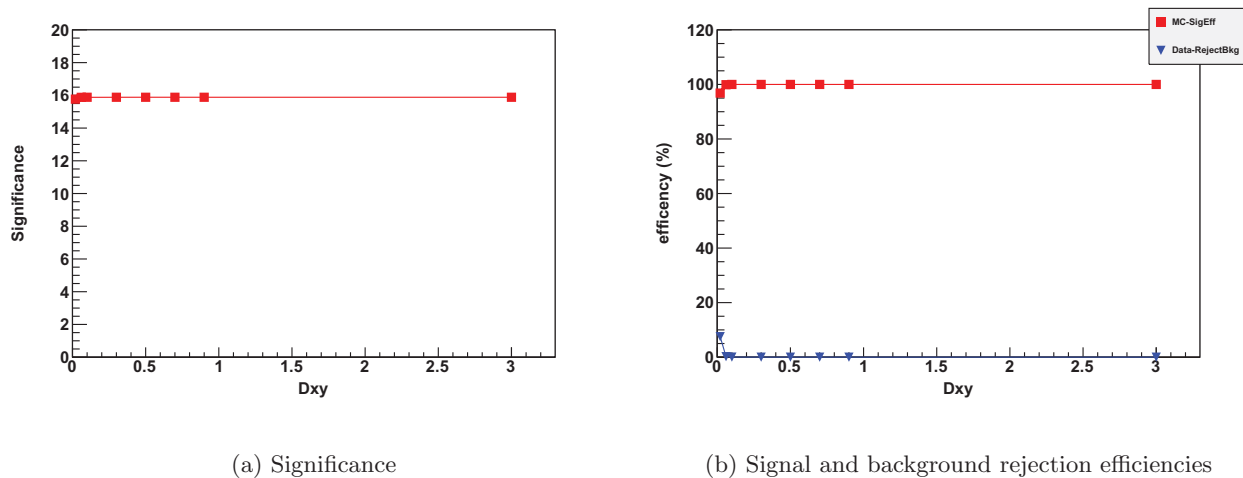 20
18
16
14
12
10
8
6
4
2
0
Significance
0 0.5 1 1.5 2 2.5 3
Dxy
(a) Significance
MC-SigEff
Data-RejectBkg
120
100
80
60
40
20
0
efficency (%)
0 0.5 1 1.5 2 2.5 3
Dxy
(b) Signal and background rejection efficiencies